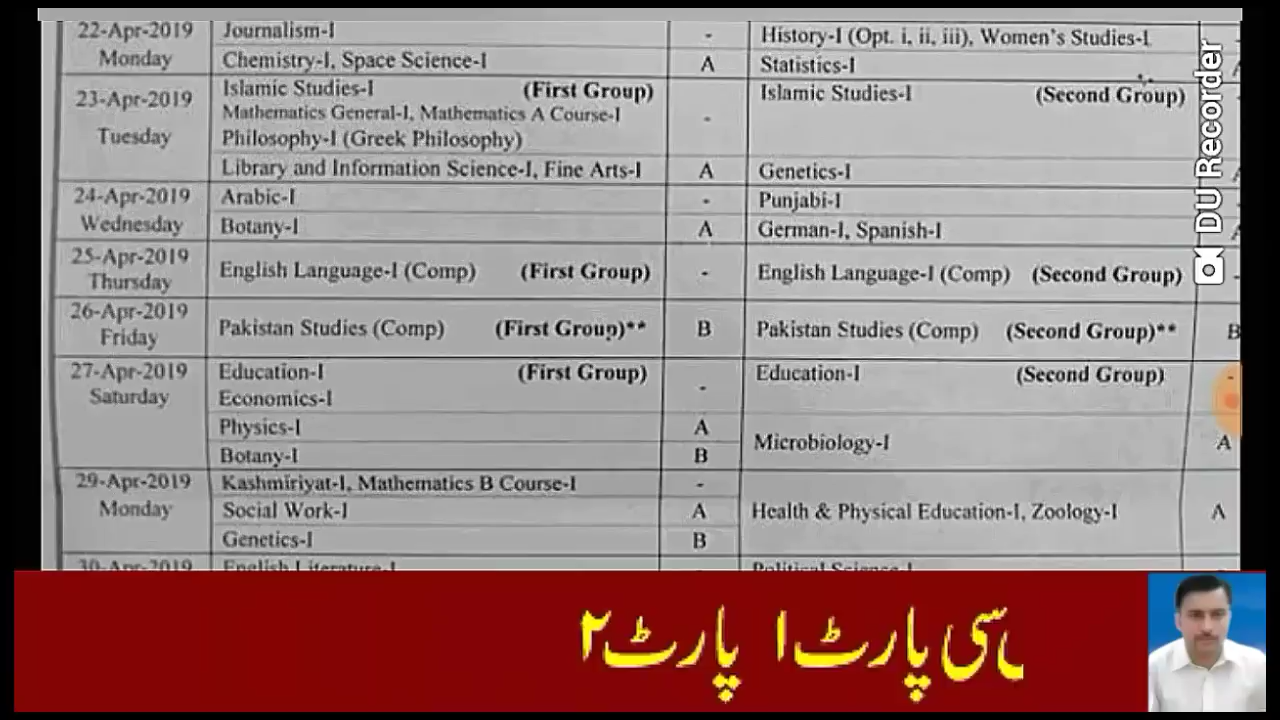 22-Apr-2019 Journalism-I - History-I (Opt. i, ii, iii), Women's Studies-I -
Monday Chemistry-I, Space Science-I A Statistics-I
23-Apr-2019 Islamic Studies-I (First Group) - Islamic Studies-I (Second Group)
Mathematics General-I, Mathematics A Course-I
Tuesday Philosophy-I (Greek Philosophy)
Library and Information Science-I, Fine Arts-I A Genetics-I
24-Apr-2019 Arabic-I - Punjabi-I -
Wednesday Botany-I A German-I, Spanish-I
25-Apr-2019
Thursday English Language-I (Comp) (First Group) - English Language-I (Comp) (Second Group) -
26-Apr-2019
Friday Pakistan Studies (Comp) (First Group)** B Pakistan Studies (Comp) (Second Group)** B
27-Apr-2019 Education-I (First Group) - Education-I (Second Group) -
Saturday Economics-I
Physics-I A Microbiology-I A
Botany-I B
29-Apr-2019 Kashmiriyat-I, Mathematics B Course-I -
Monday Social Work-I A Health & Physical Education-I, Zoology-I A
Genetics-I B
30-Apr-2019 English Literature-I Political Science-I
سی پارٹ ۱ پارٹ ۲
DU Recorder